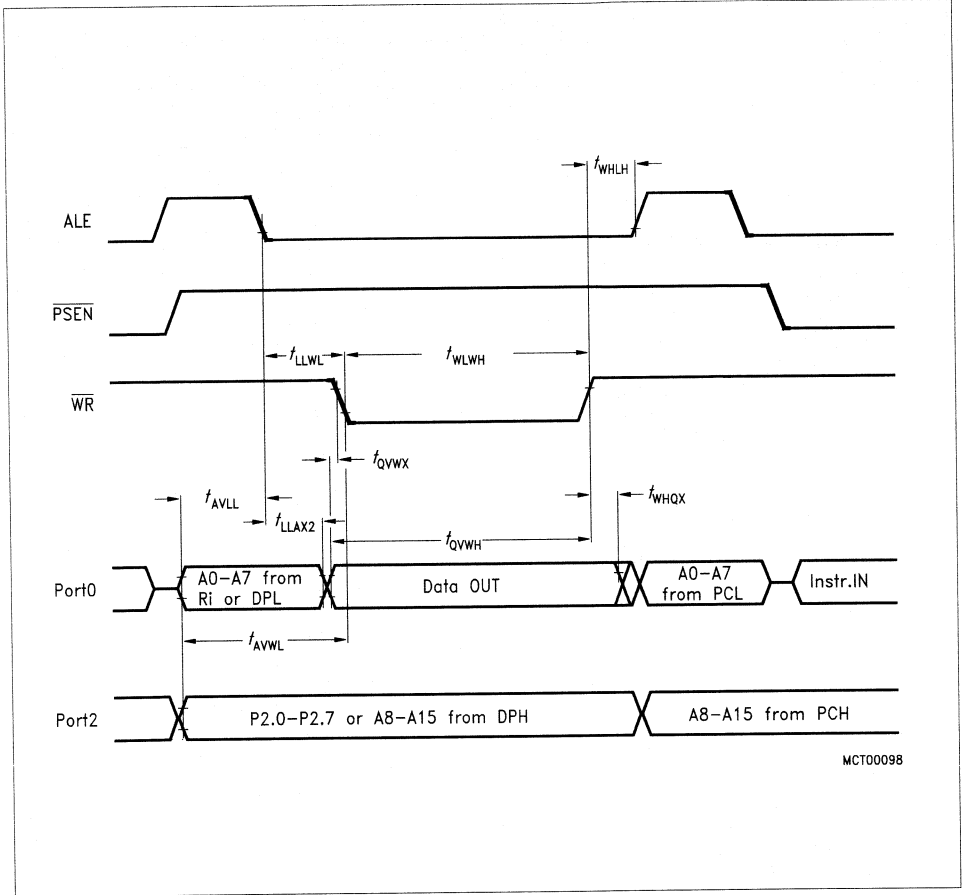 tWHLH
ALE
PSEN
tLLWL
tWLWH
WR
tQVWX
tAVLL
tWHQX
tLLAX2
tQVWH
Port0
A0-A7 from
Ri or DPL
Data OUT
A0-A7
from PCL
Instr.IN
tAVWL
Port2
P2.0-P2.7 or A8-A15 from DPH
A8-A15 from PCH
MCT00098